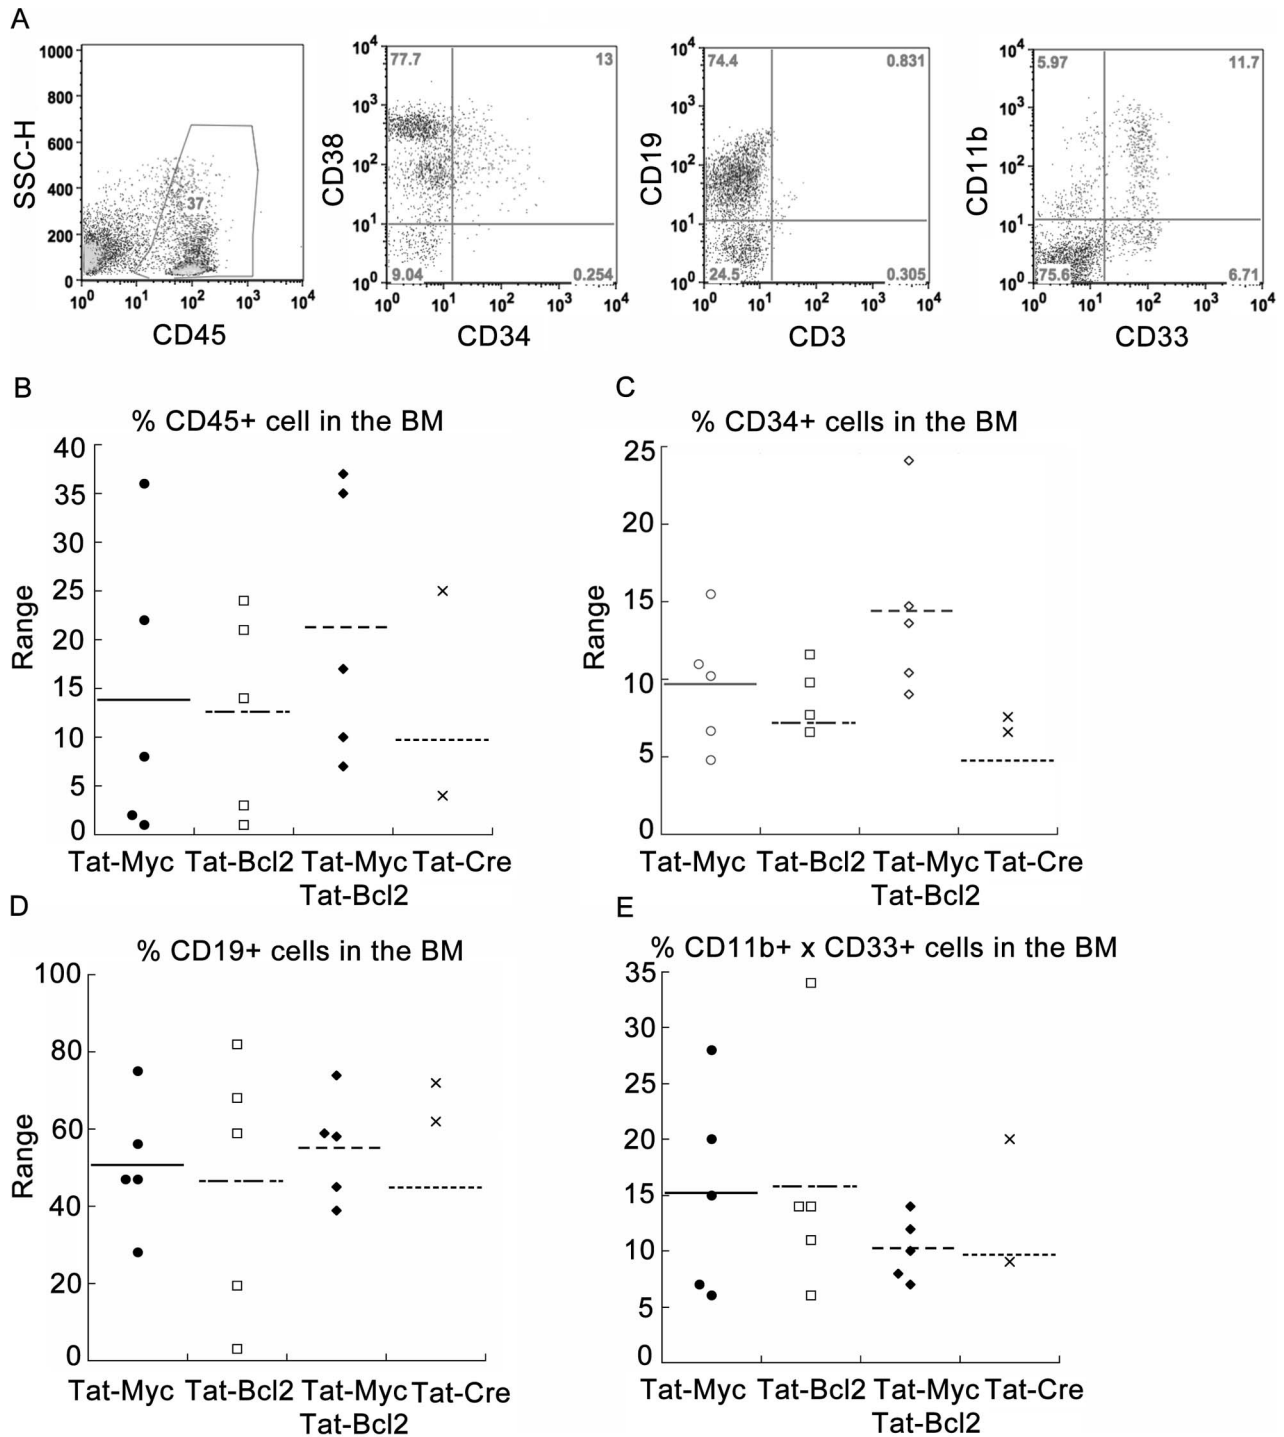 A
1000
800
600
400
200
0
SSC-H
37
10^0 10^1 10^2 10^3 10^4
CD45
10^4
10^3
10^2
10^1
10^0
CD38
77.7 13
9.04 0.254
10^0 10^1 10^2 10^3 10^4
CD34
10^4
10^3
10^2
10^1
10^0
CD19
74.4 0.831
24.5 0.305
10^0 10^1 10^2 10^3 10^4
CD3
10^4
10^3
10^2
10^1
10^0
CD11b
5.97 11.7
75.6 6.71
10^0 10^1 10^2 10^3 10^4
CD33
B
% CD45+ cell in the BM
40
35
30
25
20
15
10
5
0
Range
Tat-Myc Tat-Bcl2 Tat-Myc Tat-Cre
Tat-Bcl2
C
% CD34+ cells in the BM
25
20
15
10
5
0
Range
Tat-Myc Tat-Bcl2 Tat-Myc Tat-Cre
Tat-Bcl2
D
% CD19+ cells in the BM
100
80
60
40
20
0
Range
Tat-Myc Tat-Bcl2 Tat-Myc Tat-Cre
Tat-Bcl2
E
% CD11b+ x CD33+ cells in the BM
35
30
25
20
15
10
5
0
Tat-Myc Tat-Bcl2 Tat-Myc Tat-Cre
Tat-Bcl2